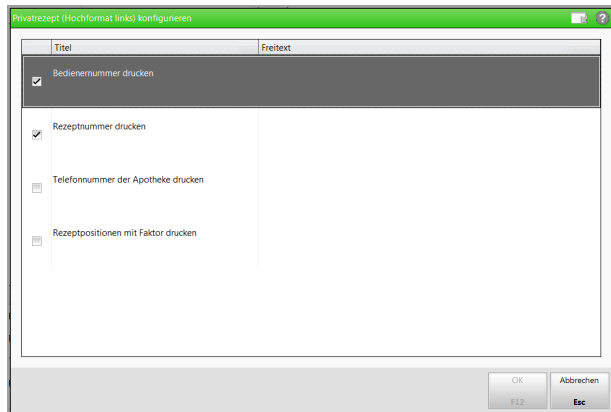 Privatrezept (Hochformat links) konfigurieren
?
Titel Freitext
Bedienernummer drucken
Rezeptnummer drucken
Telefonnummer der Apotheke drucken
Rezeptpositionen mit Faktor drucken
OK Abbrechen
F12 Esc